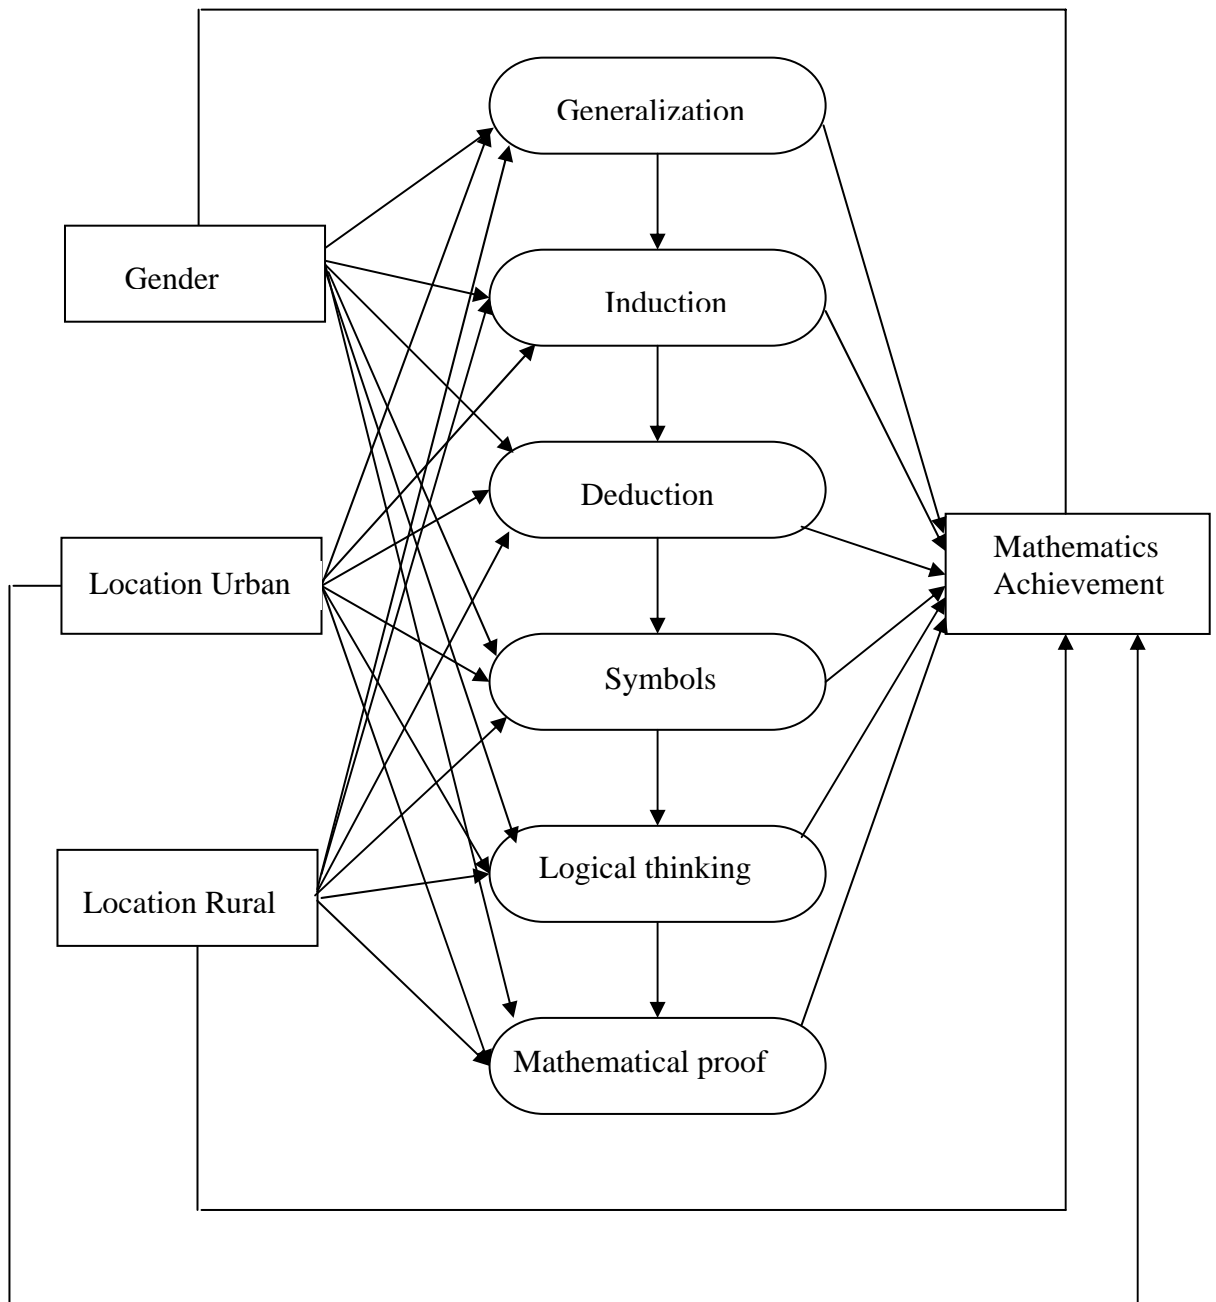 Generalization
Gender
Induction
Deduction
Mathematics
Achievement
Location Urban
Symbols
Logical thinking
Location Rural
Mathematical proof